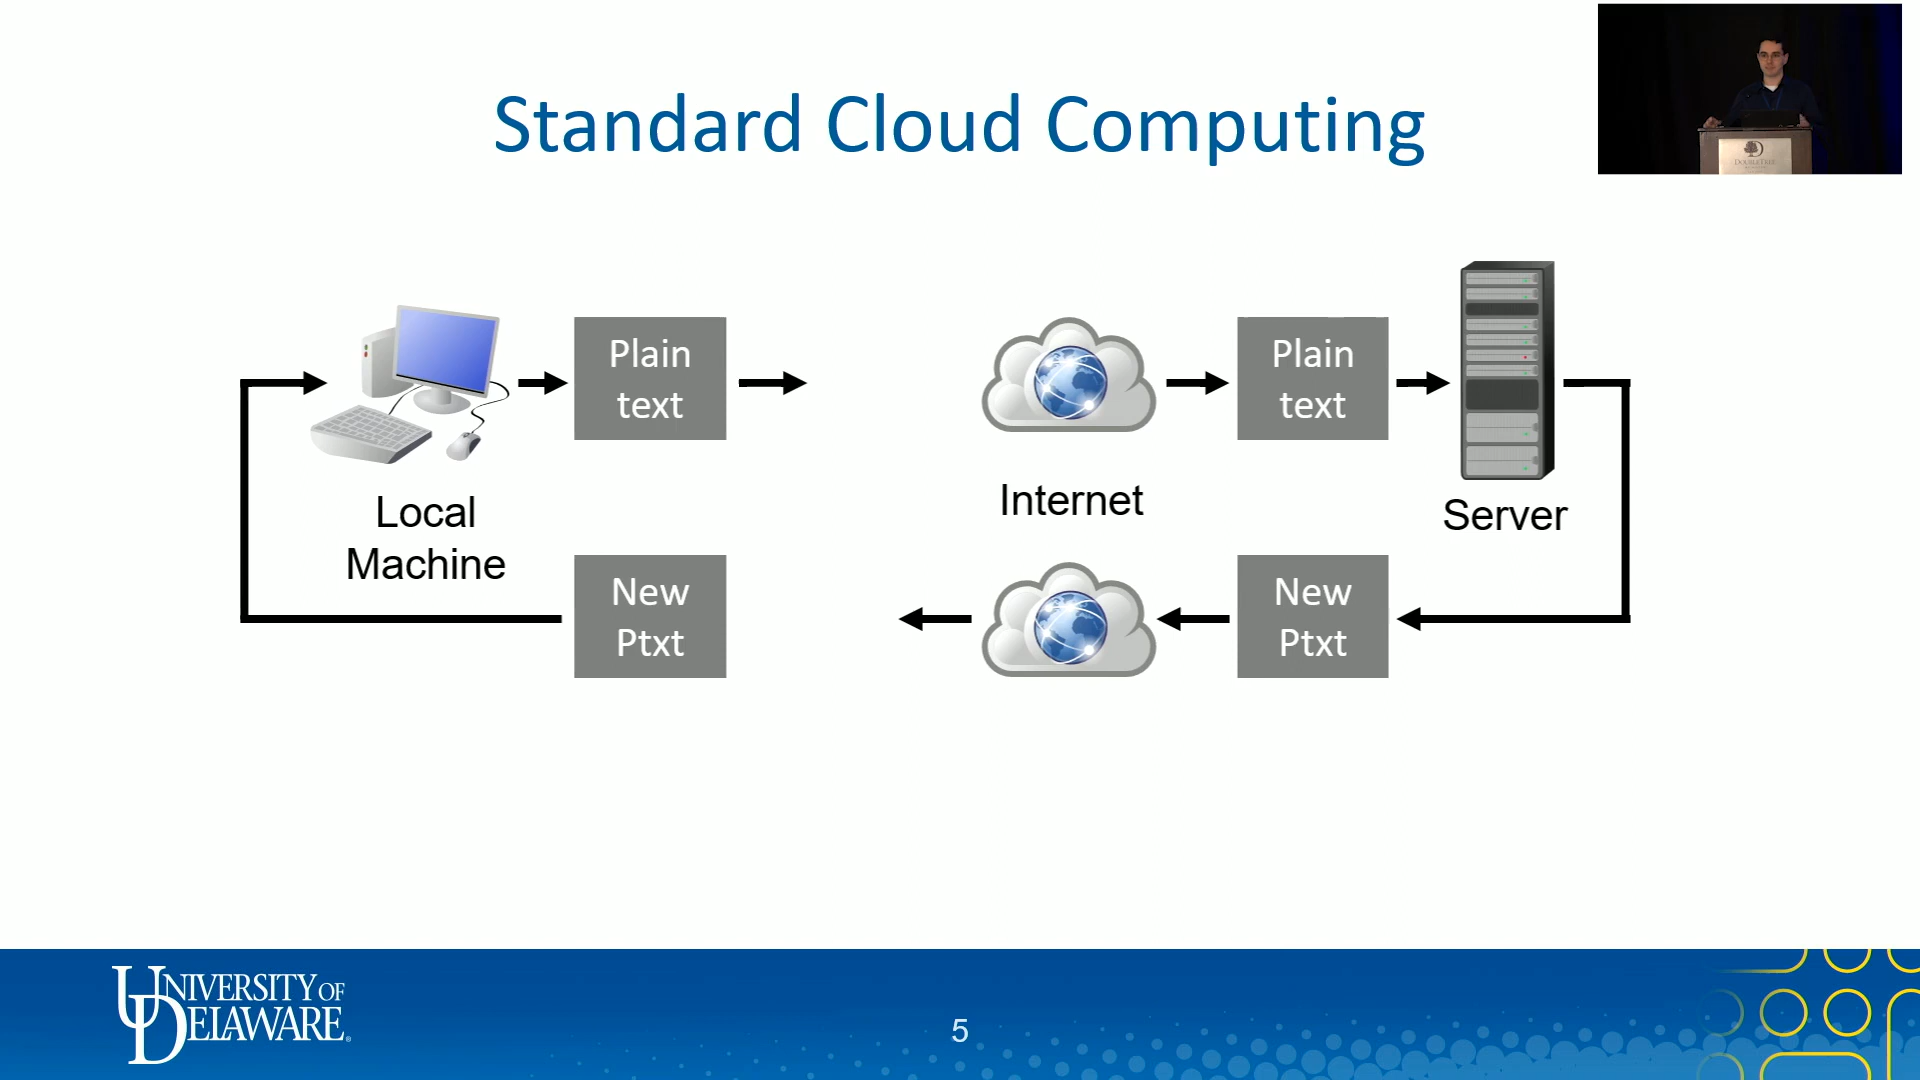 Standard Cloud Computing
DOUBLETREE
Plain
text
Plain
text
Local
Machine
Internet
Server
New
Ptxt
New
Ptxt
UNIVERSITY OF
DELAWARE
5